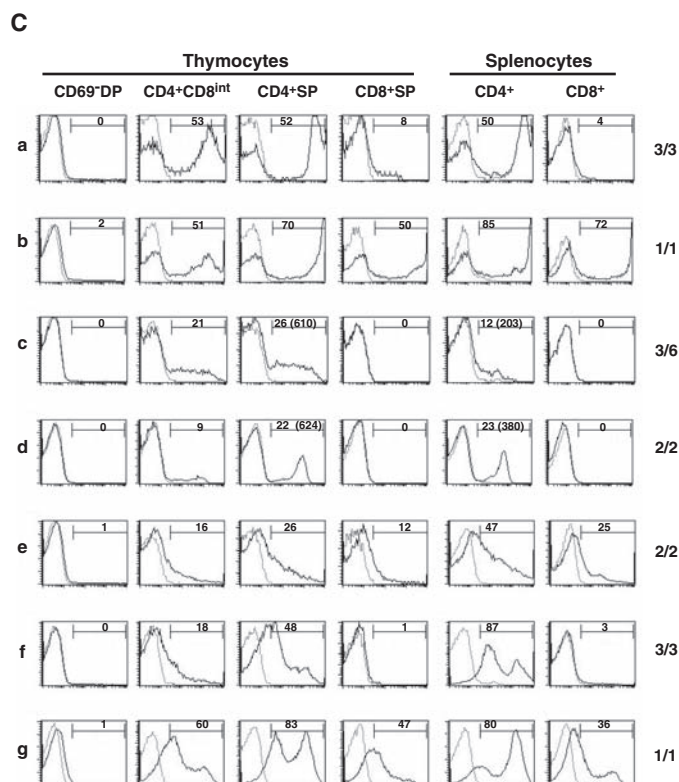 C
Thymocytes Splenocytes
CD69⁻DP CD4⁺CD8ⁱⁿᵗ CD4⁺SP CD8⁺SP CD4⁺ CD8⁺
a 0 53 52 8 50 4 3/3
b 2 51 70 50 85 72 1/1
c 0 21 26 (610) 0 12 (203) 0 3/6
d 0 9 22 (624) 0 23 (380) 0 2/2
e 1 16 26 12 47 25 2/2
f 0 18 48 1 87 3 3/3
g 1 60 83 47 80 36 1/1